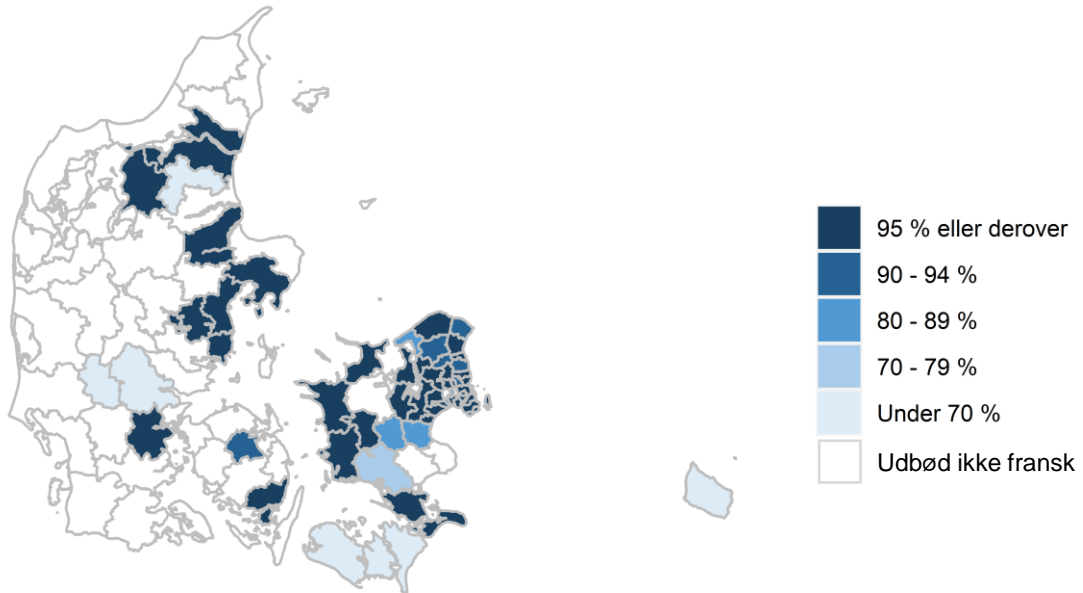 95 % eller derover
90 - 94 %
80 - 89 %
70 - 79 %
Under 70 %
Udbød ikke fransk